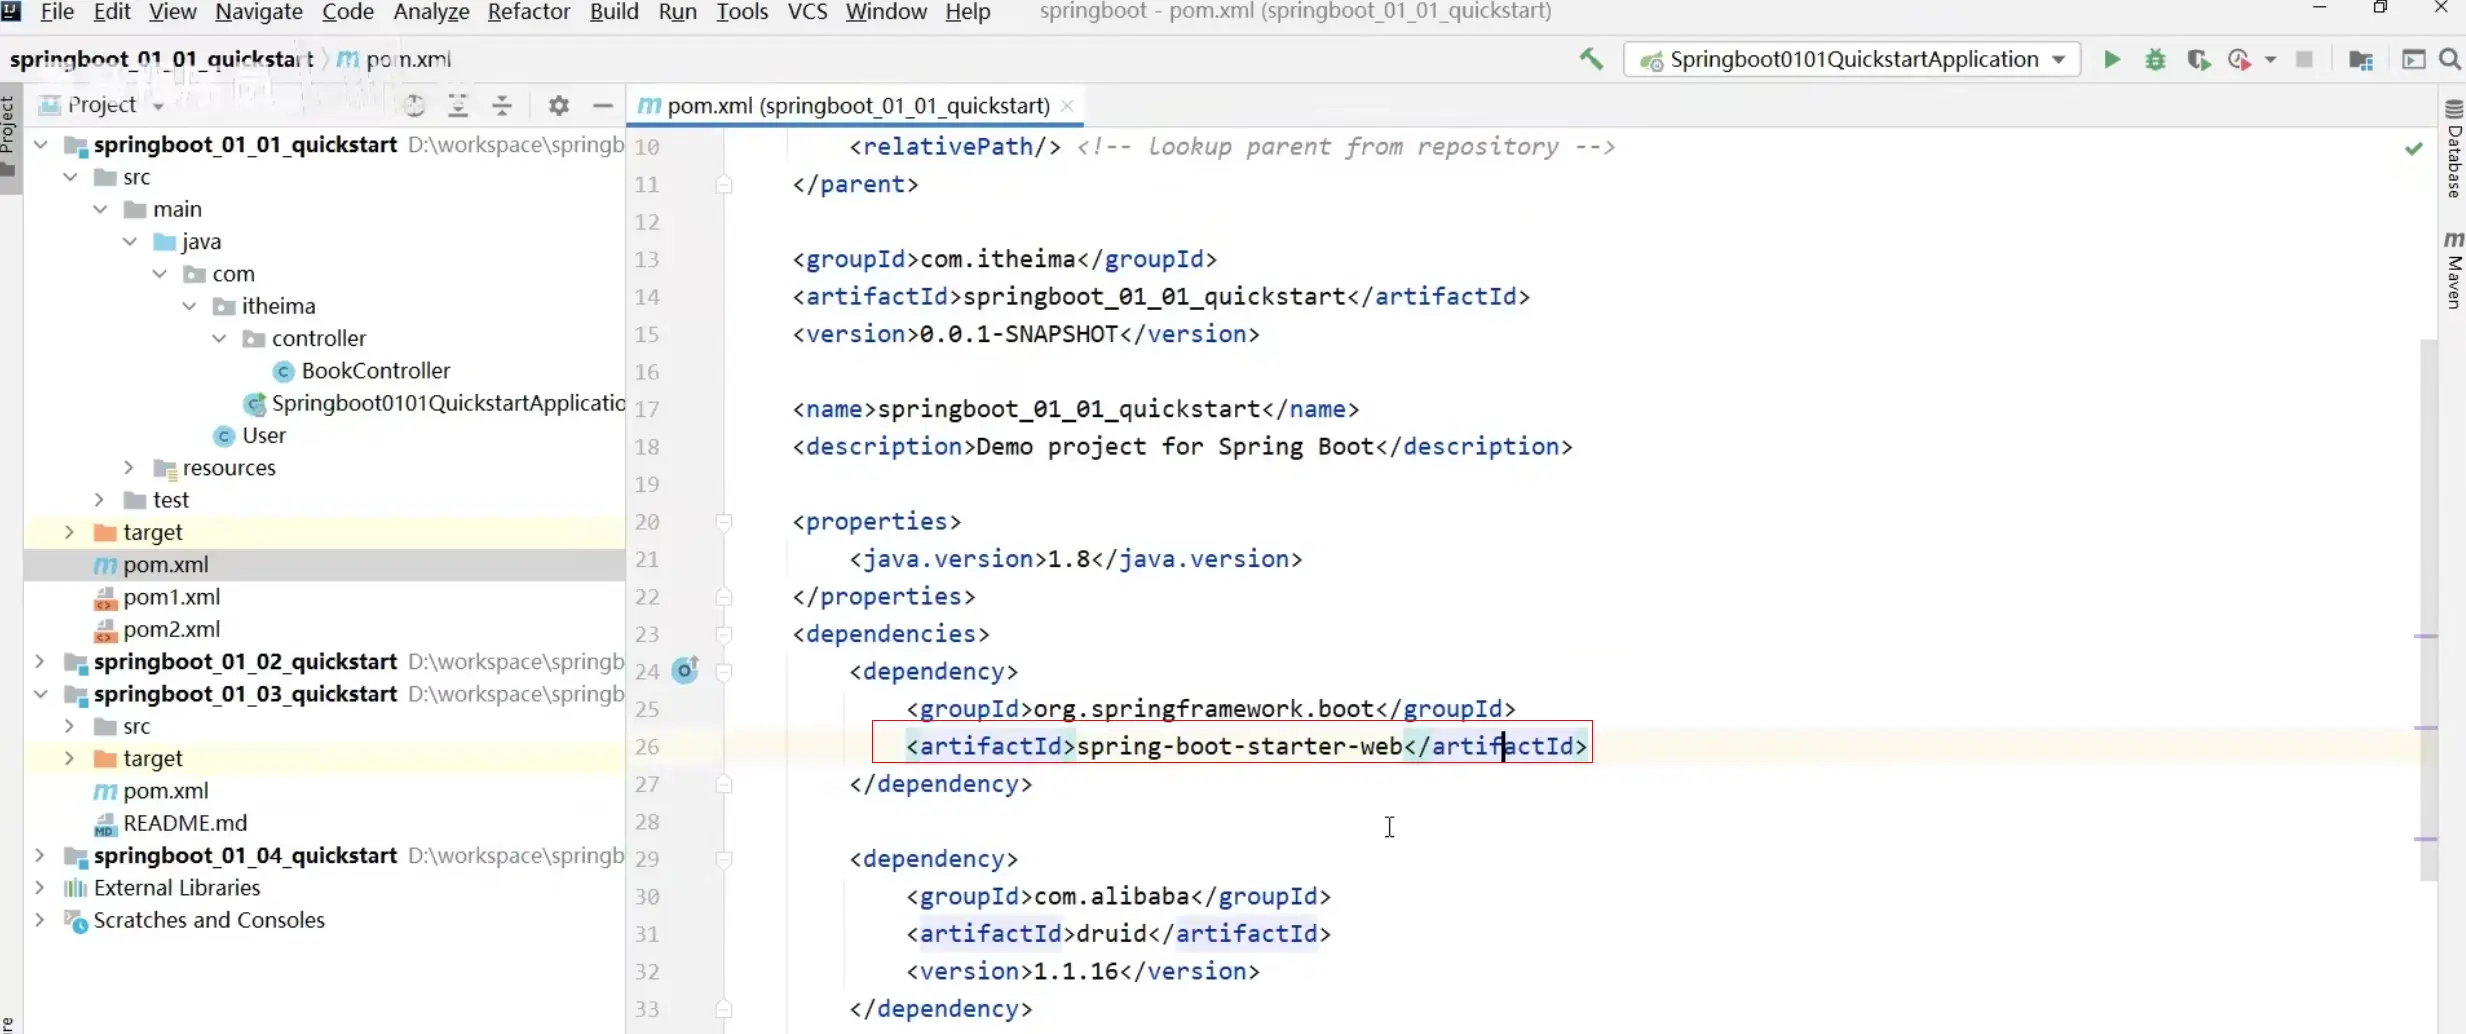 File Edit View Navigate Code Analyze Refactor Build Run Tools VCS Window Help springboot - pom.xml (springboot_01_01_quickstart)
springboot_01_01_quickstart pom.xml
Springboot0101QuickstartApplication
Project
Project
pom.xml (springboot_01_01_quickstart)
springboot_01_01_quickstart D:\workspace\springb
src
main
java
com
itheima
controller
BookController
Springboot0101QuickstartApplicatio
User
resources
test
target
pom.xml
pom1.xml
pom2.xml
springboot_01_02_quickstart D:\workspace\springb
springboot_01_03_quickstart D:\workspace\springb
src
target
pom.xml
README.md
springboot_01_04_quickstart D:\workspace\springb
External Libraries
Scratches and Consoles
10 <relativePath/> <!-- lookup parent from repository -->
11 </parent>
12
13 <groupId>com.itheima</groupId>
14 <artifactId>springboot_01_01_quickstart</artifactId>
15 <version>0.0.1-SNAPSHOT</version>
16
17 <name>springboot_01_01_quickstart</name>
18 <description>Demo project for Spring Boot</description>
19
20 <properties>
21 <java.version>1.8</java.version>
22 </properties>
23 <dependencies>
24 <dependency>
25 <groupId>org.springframework.boot</groupId>
26 <artifactId>spring-boot-starter-web</artifactId>
27 </dependency>
28
29 <dependency>
30 <groupId>com.alibaba</groupId>
31 <artifactId>druid</artifactId>
32 <version>1.1.16</version>
33 </dependency>
Database
Maven